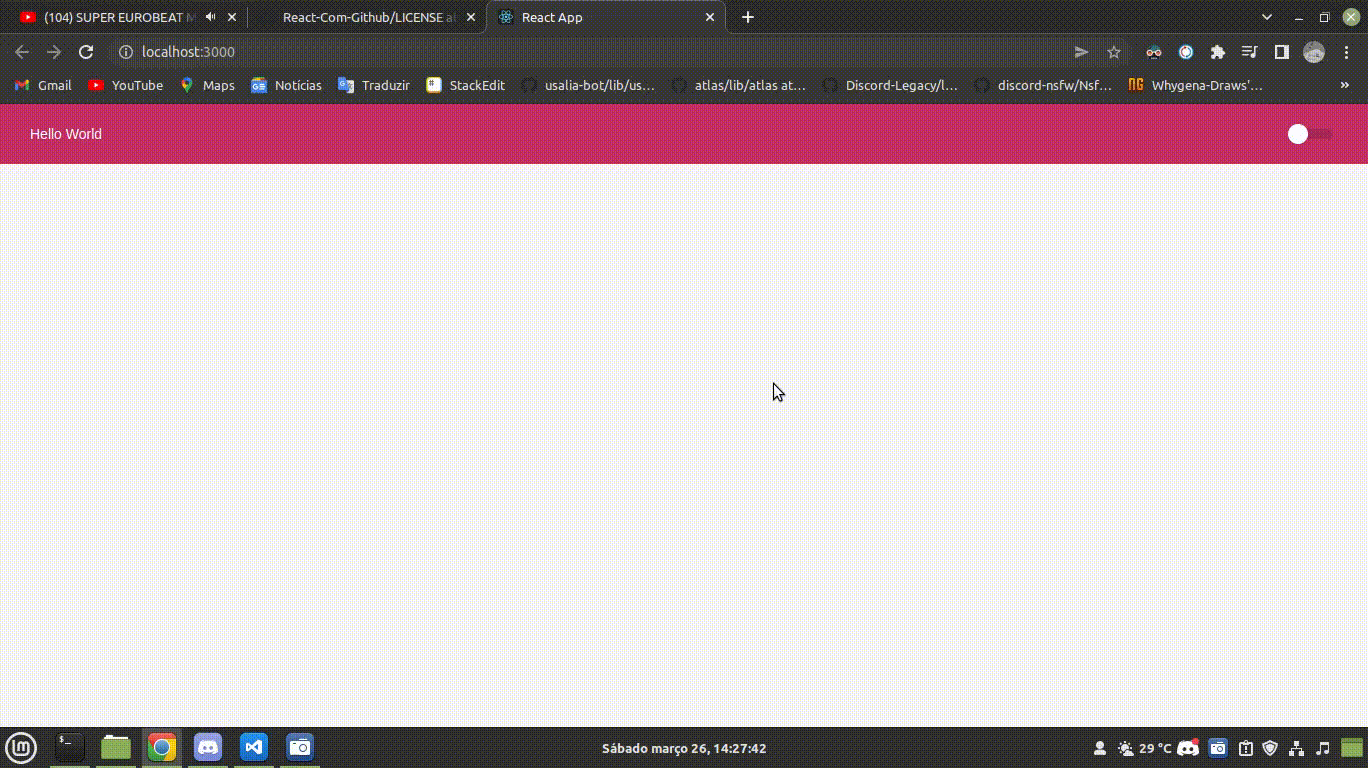 (104) SUPER EUROBEAT
React-Com-Github/LICENSE at
React App
localhost:3000
Gmail
YouTube
Maps
Notícias
Traduzir
StackEdit
usalia-bot/lib/us...
atlas/lib/atlas at...
Discord-Legacy/l...
discord-nsfw/Nsf...
Whygena-Draws'...
Hello World
Sábado março 26, 14:27:42
29 °C